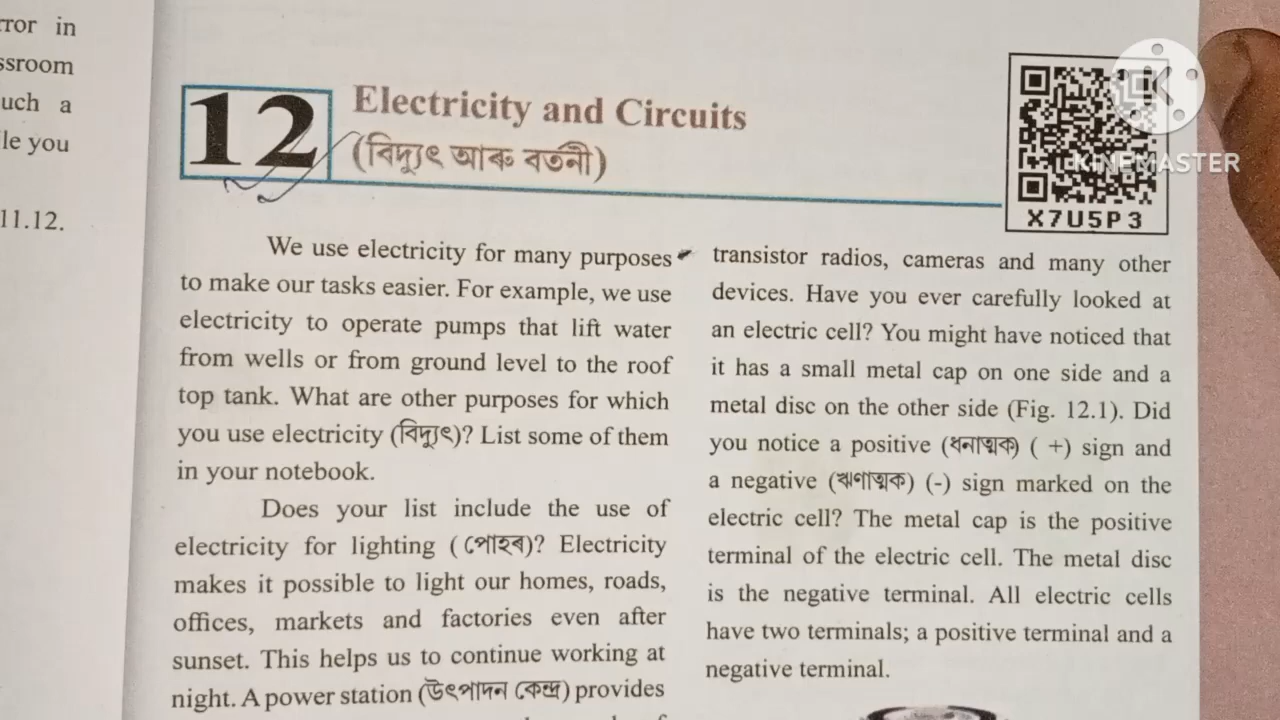 rror in
ssroom
uch a
le you
11.12.
12
Electricity and Circuits
(বিদ্যুৎ আৰু বৰ্তনী)
X7U5P3
KINEMASTER
We use electricity for many purposes
to make our tasks easier. For example, we use
electricity to operate pumps that lift water
from wells or from ground level to the roof
top tank. What are other purposes for which
you use electricity (বিদ্যুৎ)? List some of them
in your notebook.
Does your list include the use of
electricity for lighting (পোহৰ)? Electricity
makes it possible to light our homes, roads,
offices, markets and factories even after
sunset. This helps us to continue working at
night. A power station (উৎপাদন কেন্দ্ৰ) provides
transistor radios, cameras and many other
devices. Have you ever carefully looked at
an electric cell? You might have noticed that
it has a small metal cap on one side and a
metal disc on the other side (Fig. 12.1). Did
you notice a positive (ধনাত্মক) ( +) sign and
a negative (ঋণাত্মক) (-) sign marked on the
electric cell? The metal cap is the positive
terminal of the electric cell. The metal disc
is the negative terminal. All electric cells
have two terminals; a positive terminal and a
negative terminal.